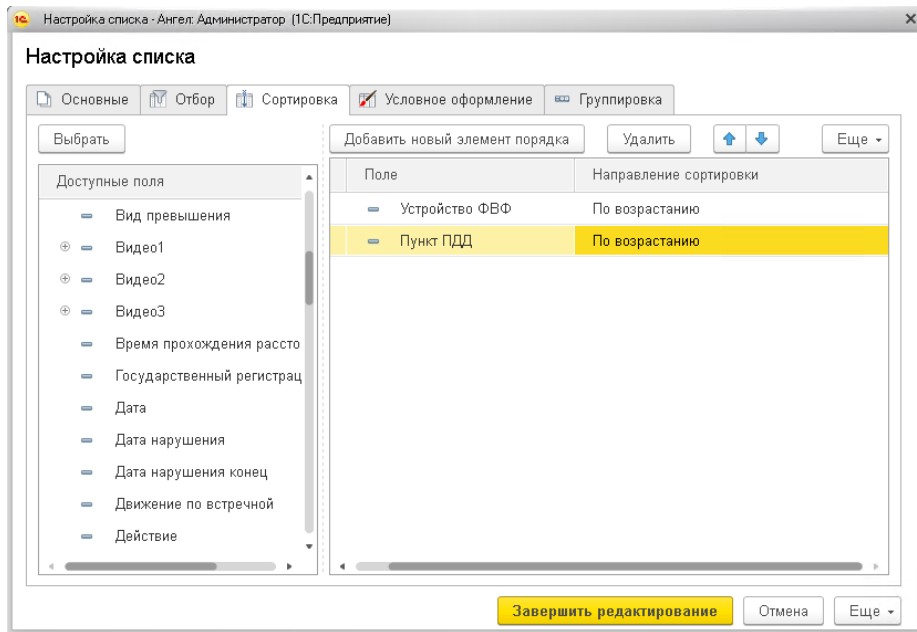 Настройка списка - Ангел: Администратор (1С:Предприятие)
Настройка списка
Основные Отбор Сортировка Условное оформление Группировка
Выбрать Добавить новый элемент порядка Удалить Еще
Доступные поля Поле Направление сортировки
Вид превышения Устройство ФВФ По возрастанию
Видео1 Пункт ПДД По возрастанию
Видео2
Видео3
Время прохождения рассто
Государственный регистрац
Дата
Дата нарушения
Дата нарушения конец
Движение по встречной
Действие
Завершить редактирование Отмена Еще